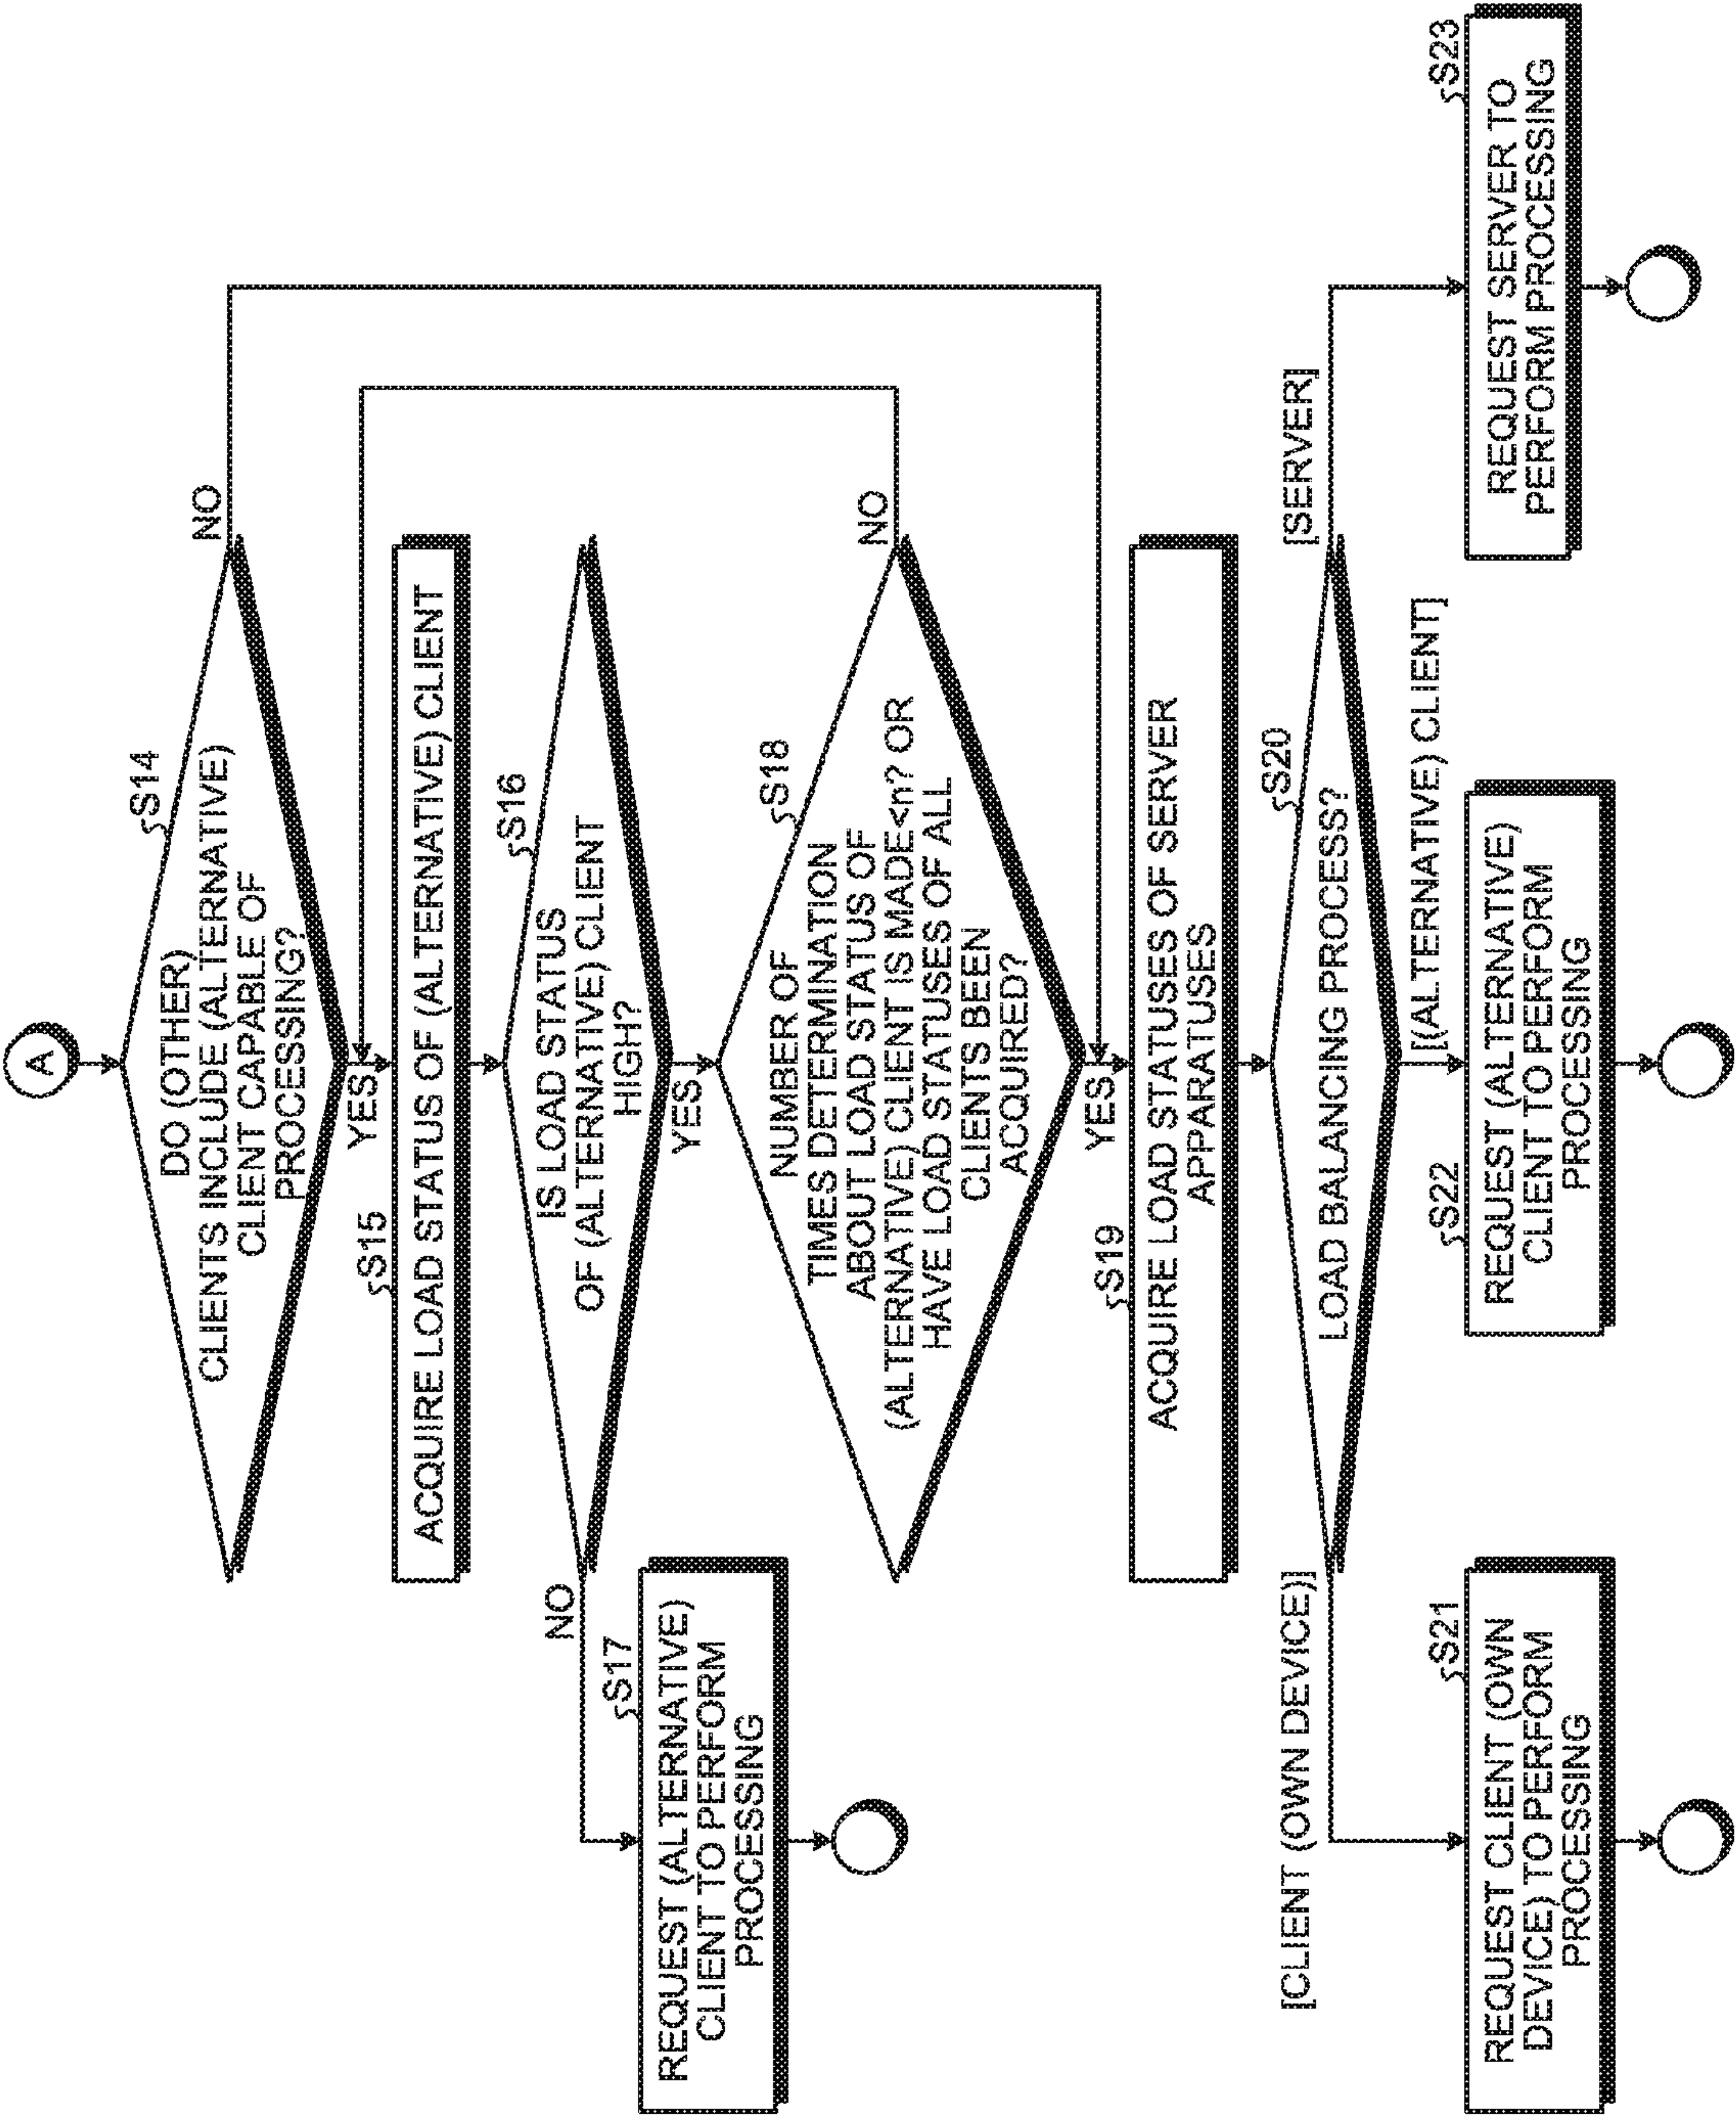 A
S14
DO (OTHER)
CLIENTS INCLUDE (ALTERNATIVE)
CLIENT CAPABLE OF
PROCESSING?
NO
YES
S15
ACQUIRE LOAD STATUS OF (ALTERNATIVE) CLIENT
S16
IS LOAD STATUS
OF (ALTERNATIVE) CLIENT
HIGH?
NO
YES
S17
REQUEST (ALTERNATIVE)
CLIENT TO PERFORM
PROCESSING
S18
NUMBER OF
TIMES DETERMINATION
ABOUT LOAD STATUS OF
(ALTERNATIVE) CLIENT IS MADE<n? OR
HAVE LOAD STATUSES OF ALL
CLIENTS BEEN
ACQUIRED?
NO
YES
S19
ACQUIRE LOAD STATUSES OF SERVER
APPARATUSES
S20
LOAD BALANCING PROCESS?
[CLIENT (OWN DEVICE)]
[SERVER]
[(ALTERNATIVE) CLIENT]
S21
REQUEST CLIENT (OWN
DEVICE) TO PERFORM
PROCESSING
S22
REQUEST (ALTERNATIVE)
CLIENT TO PERFORM
PROCESSING
S23
REQUEST SERVER TO
PERFORM PROCESSING